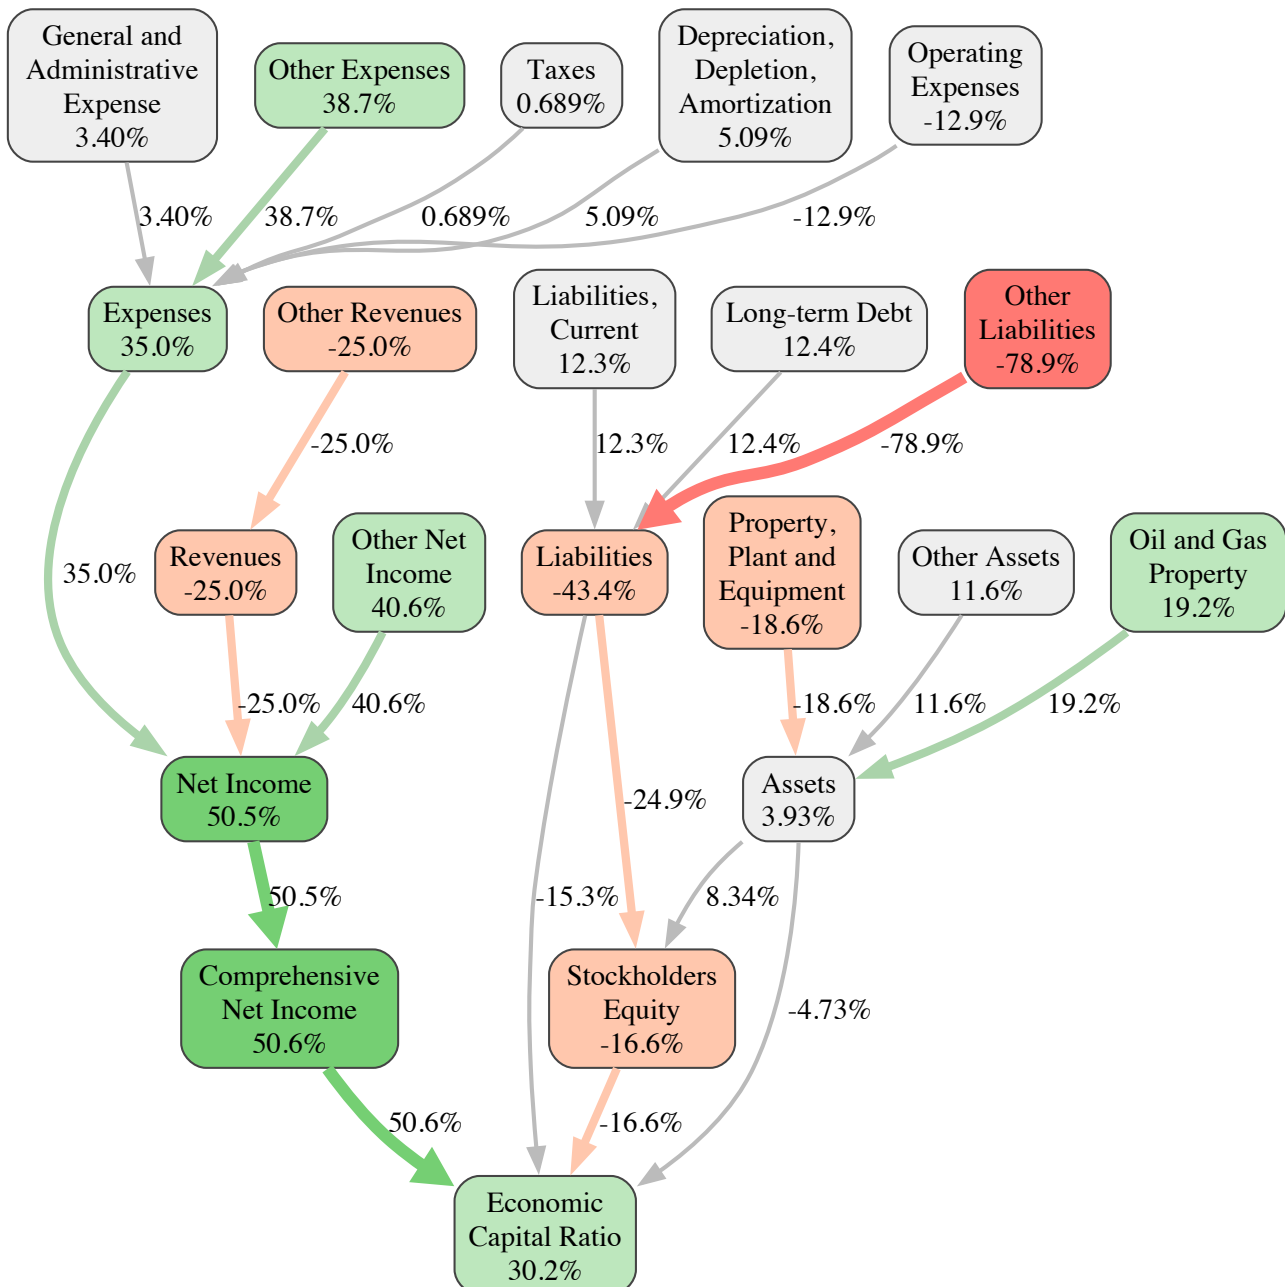 General and
Administrative
Expense
3.40%
Other Expenses
38.7%
Taxes
0.689%
Depreciation,
Depletion,
Amortization
5.09%
Operating
Expenses
-12.9%
3.40%
38.7%
0.689%
5.09%
-12.9%
Expenses
35.0%
Other Revenues
-25.0%
Liabilities,
Current
12.3%
Long-term Debt
12.4%
Other
Liabilities
-78.9%
-25.0%
12.3%
12.4%
-78.9%
35.0%
Revenues
-25.0%
Other Net
Income
40.6%
Liabilities
-43.4%
Property,
Plant and
Equipment
-18.6%
Other Assets
11.6%
Oil and Gas
Property
19.2%
-25.0%
40.6%
-18.6%
11.6%
19.2%
Net Income
50.5%
-24.9%
Assets
3.93%
50.5%
-15.3%
8.34%
Comprehensive
Net Income
50.6%
Stockholders
Equity
-16.6%
-4.73%
50.6%
-16.6%
Economic
Capital Ratio
30.2%